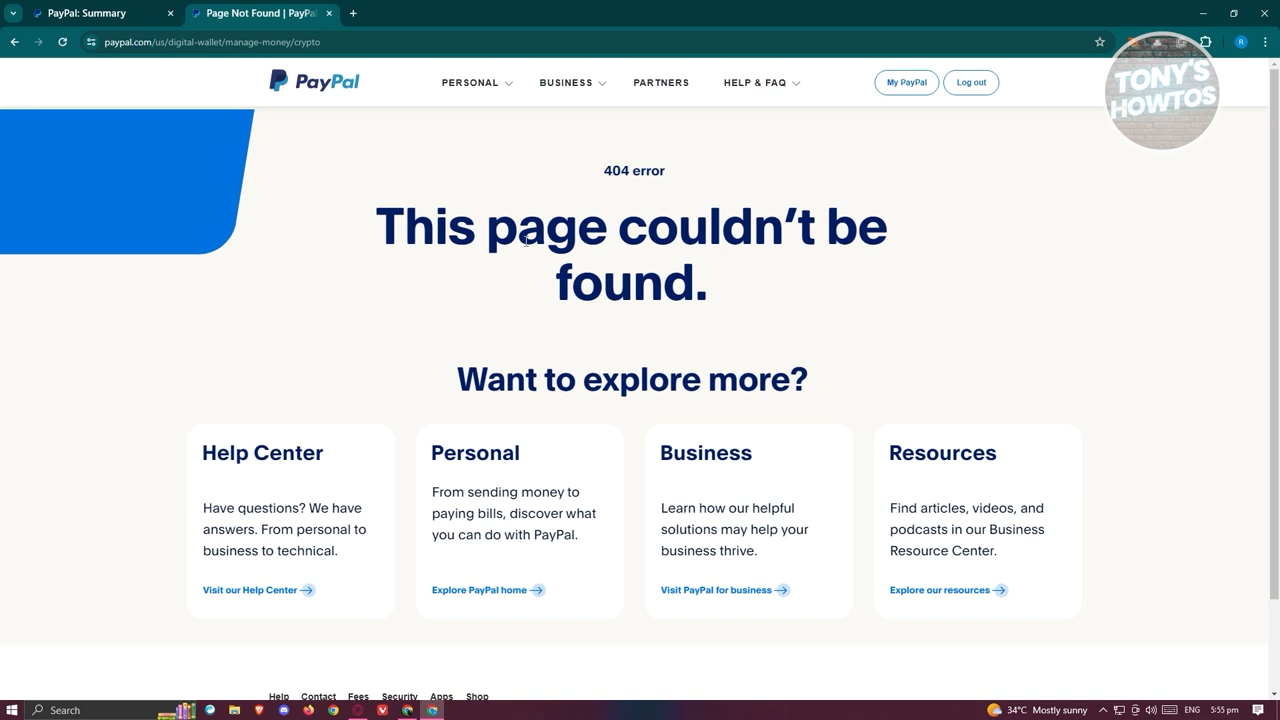 PayPal: Summary
Page Not Found | PayPal
paypal.com/us/digital-wallet/manage-money/crypto
PayPal
PERSONAL
BUSINESS
PARTNERS
HELP & FAQ
My PayPal
Log out
TONY'S
HOWTOS
404 error
This page couldn't be
found.
Want to explore more?
Help Center
Have questions? We have
answers. From personal to
business to technical.
Visit our Help Center
Personal
From sending money to
paying bills, discover what
you can do with PayPal.
Explore PayPal home
Business
Learn how our helpful
solutions may help your
business thrive.
Visit PayPal for business
Resources
Find articles, videos, and
podcasts in our Business
Resource Center.
Explore our resources
Help Contact Fees Security Apps Shop
Search
34°C Mostly sunny
ENG
5:55 pm